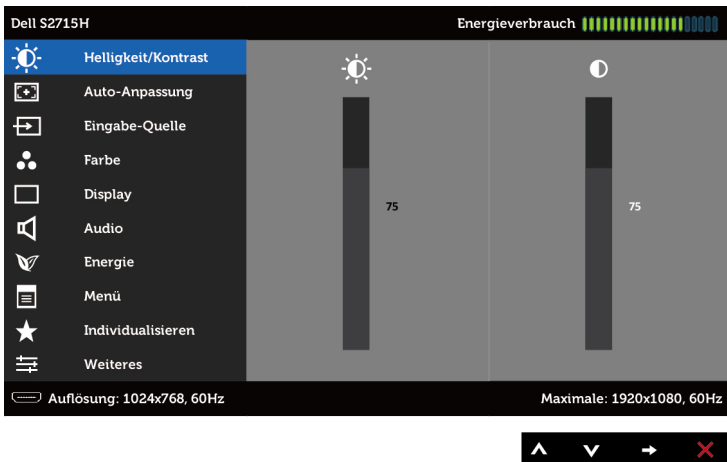 Dell S2715H
Energieverbrauch
Helligkeit/Kontrast
Auto-Anpassung
Eingabe-Quelle
Farbe
Display
Audio
Energie
Menü
Individualisieren
Weiteres
75
75
Auflösung: 1024x768, 60Hz
Maximale: 1920x1080, 60Hz